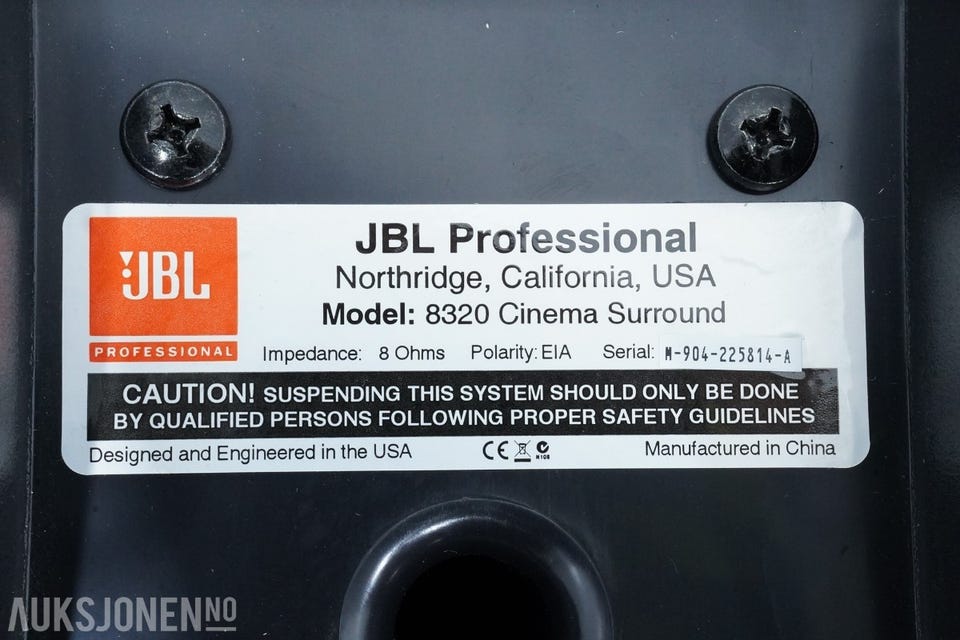 JBL
PROFESSIONAL
JBL Professional
Northridge, California, USA
Model: 8320 Cinema Surround
Impedance: 8 Ohms Polarity: EIA Serial: M-904-225814-A
CAUTION! SUSPENDING THIS SYSTEM SHOULD ONLY BE DONE
BY QUALIFIED PERSONS FOLLOWING PROPER SAFETY GUIDELINES
Designed and Engineered in the USA CE N108 Manufactured in China
AUKSJONEN NO